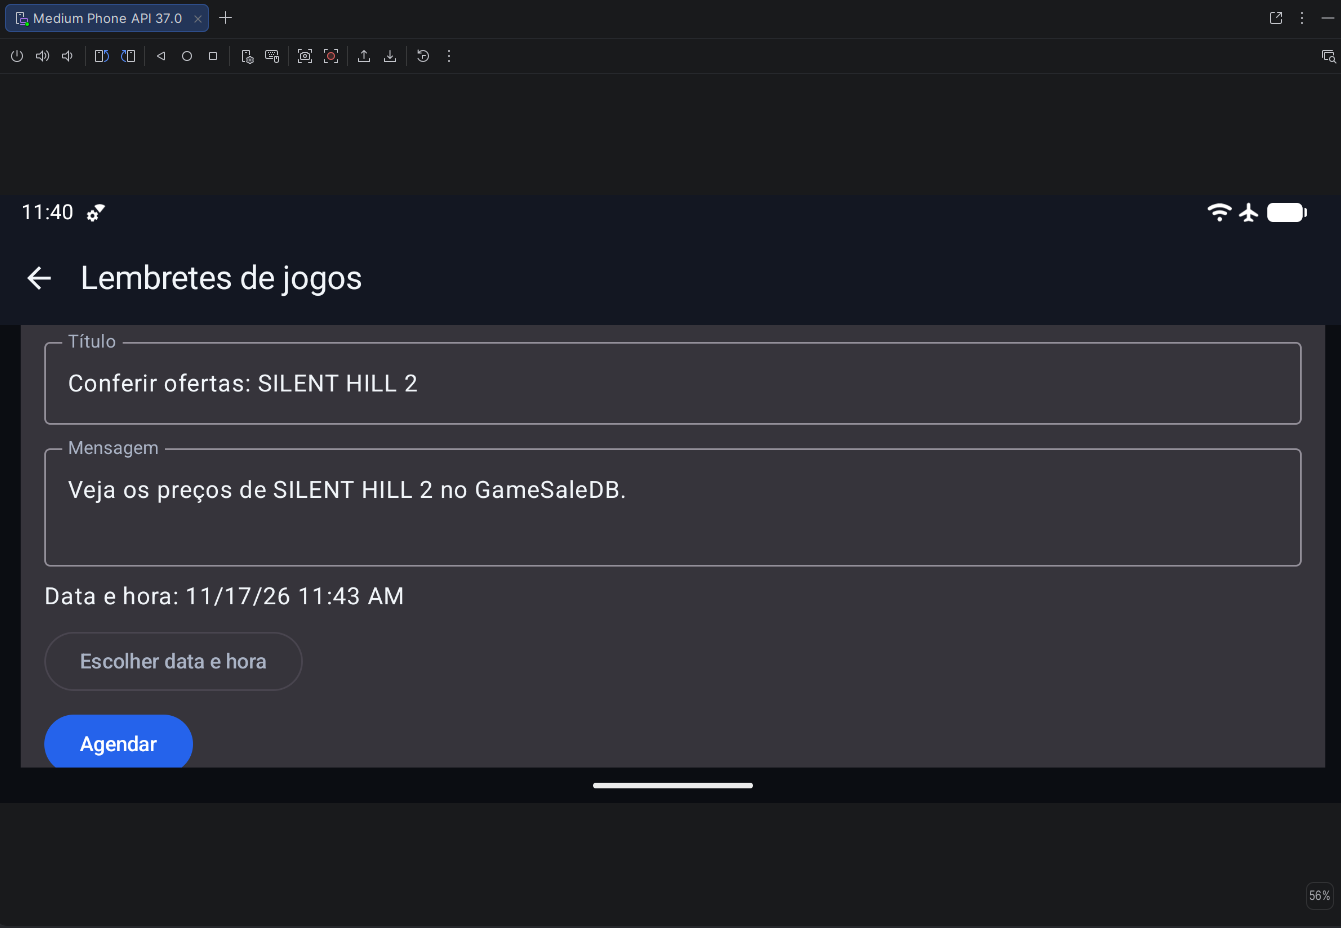 Medium Phone API 37.0
11:40
Lembretes de jogos
Título
Conferir ofertas: SILENT HILL 2
Mensagem
Veja os preços de SILENT HILL 2 no GameSaleDB.
Data e hora: 11/17/26 11:43 AM
Escolher data e hora
Agendar
56%